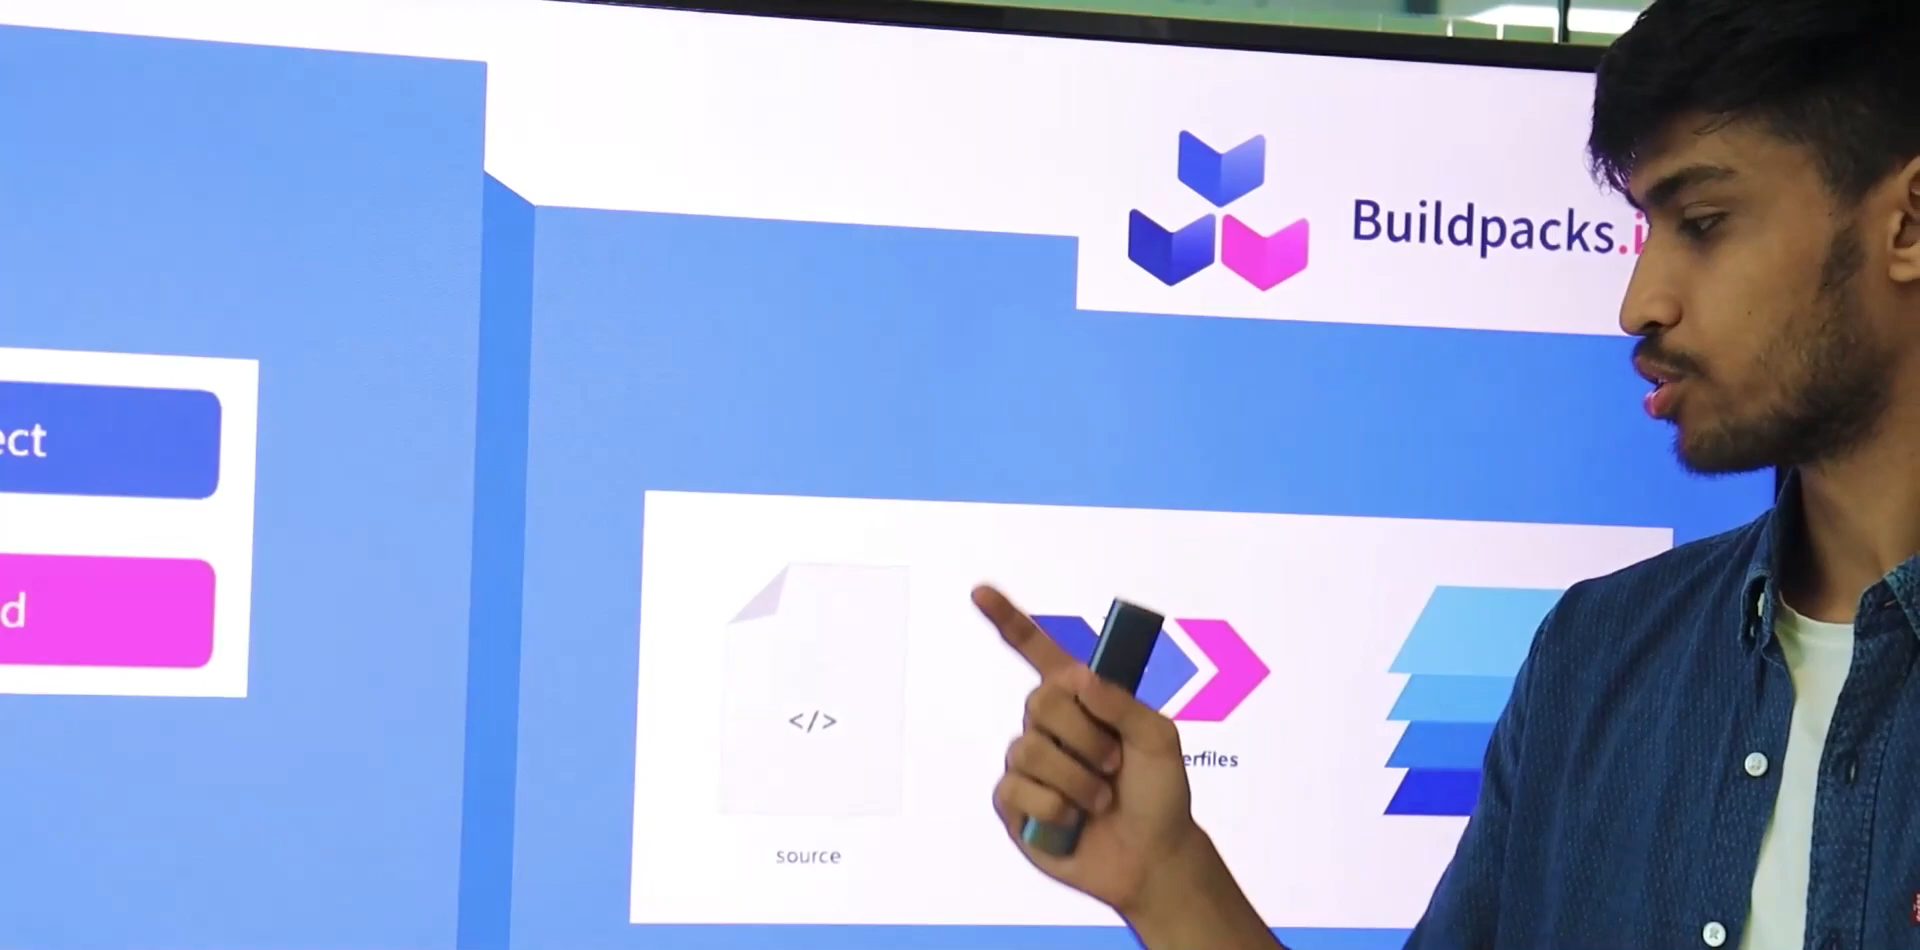 Buildpacks.i
ect
d
</>
erfiles
source